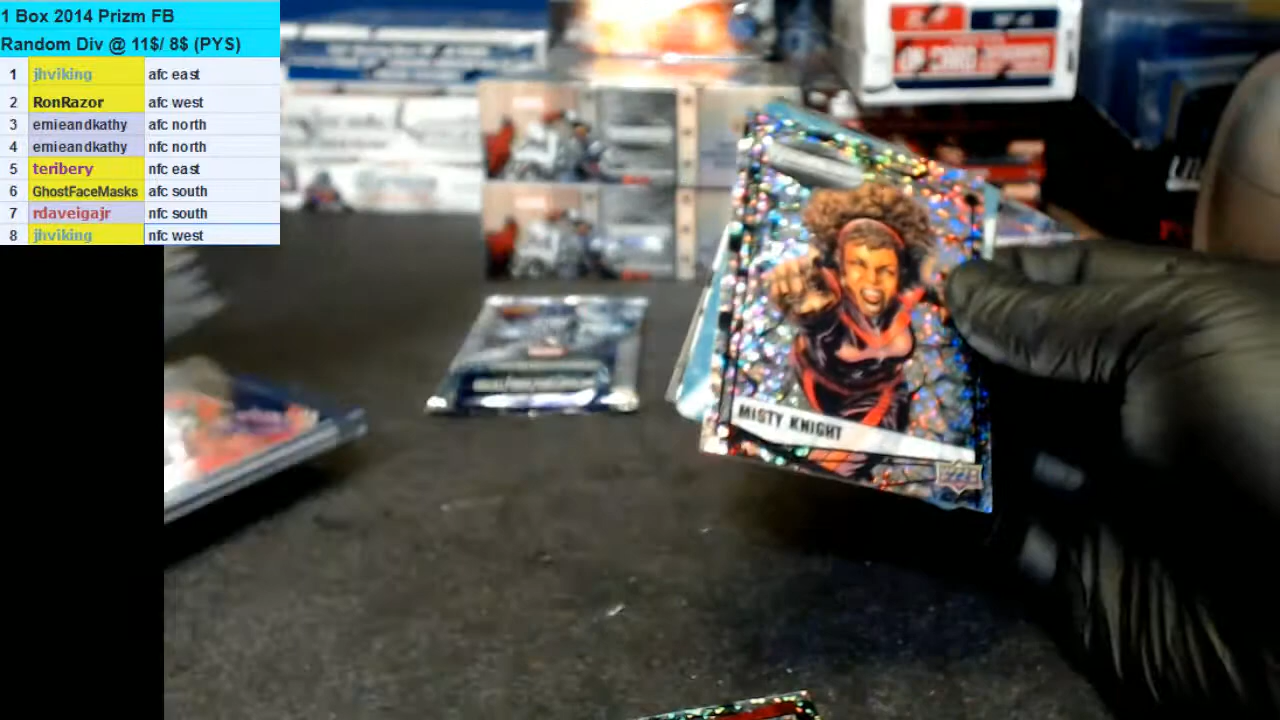 1 Box 2014 Prizm FB
Random Div @ 11$/ 8$ (PYS)
1 jhviking afc east
2 RonRazor afc west
3 emieandkathy afc north
4 emieandkathy nfc north
5 teribery nfc east
6 GhostFaceMasks afc south
7 rdaveigajr nfc south
8 jhviking nfc west
MISTY KNIGHT